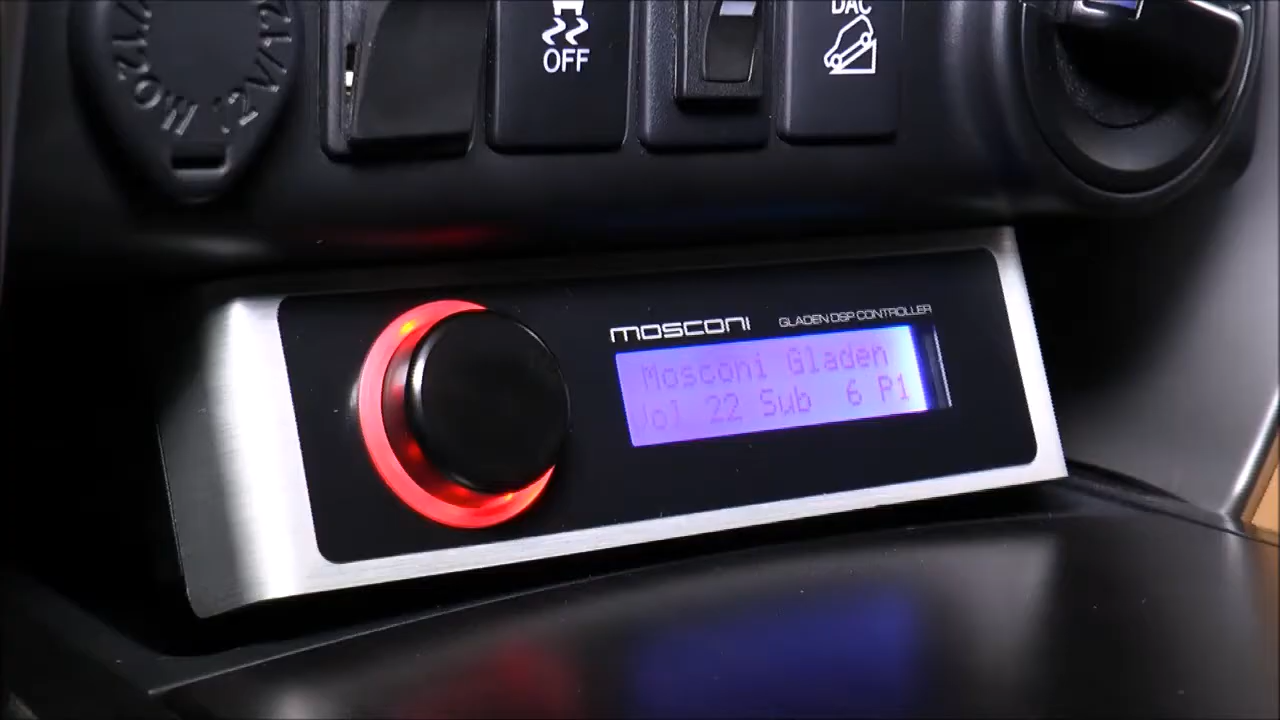 OFF
DAC
MOSCONI
GLADEN DSP CONTROLLER
Mosconi Gladen
Vol 22 Sub 6 P1